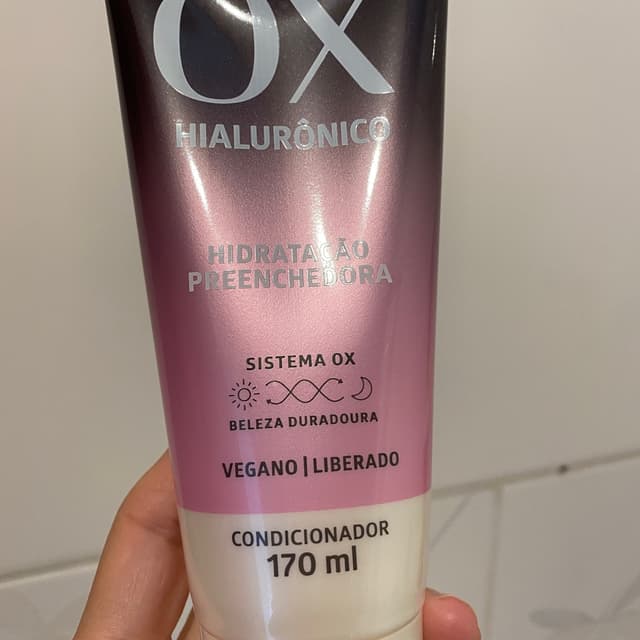 OX
HIALURÔNICO
HIDRATAÇÃO
PREENCHEDORA
SISTEMA OX
BELEZA DURADOURA
VEGANO | LIBERADO
CONDICIONADOR
170 ml